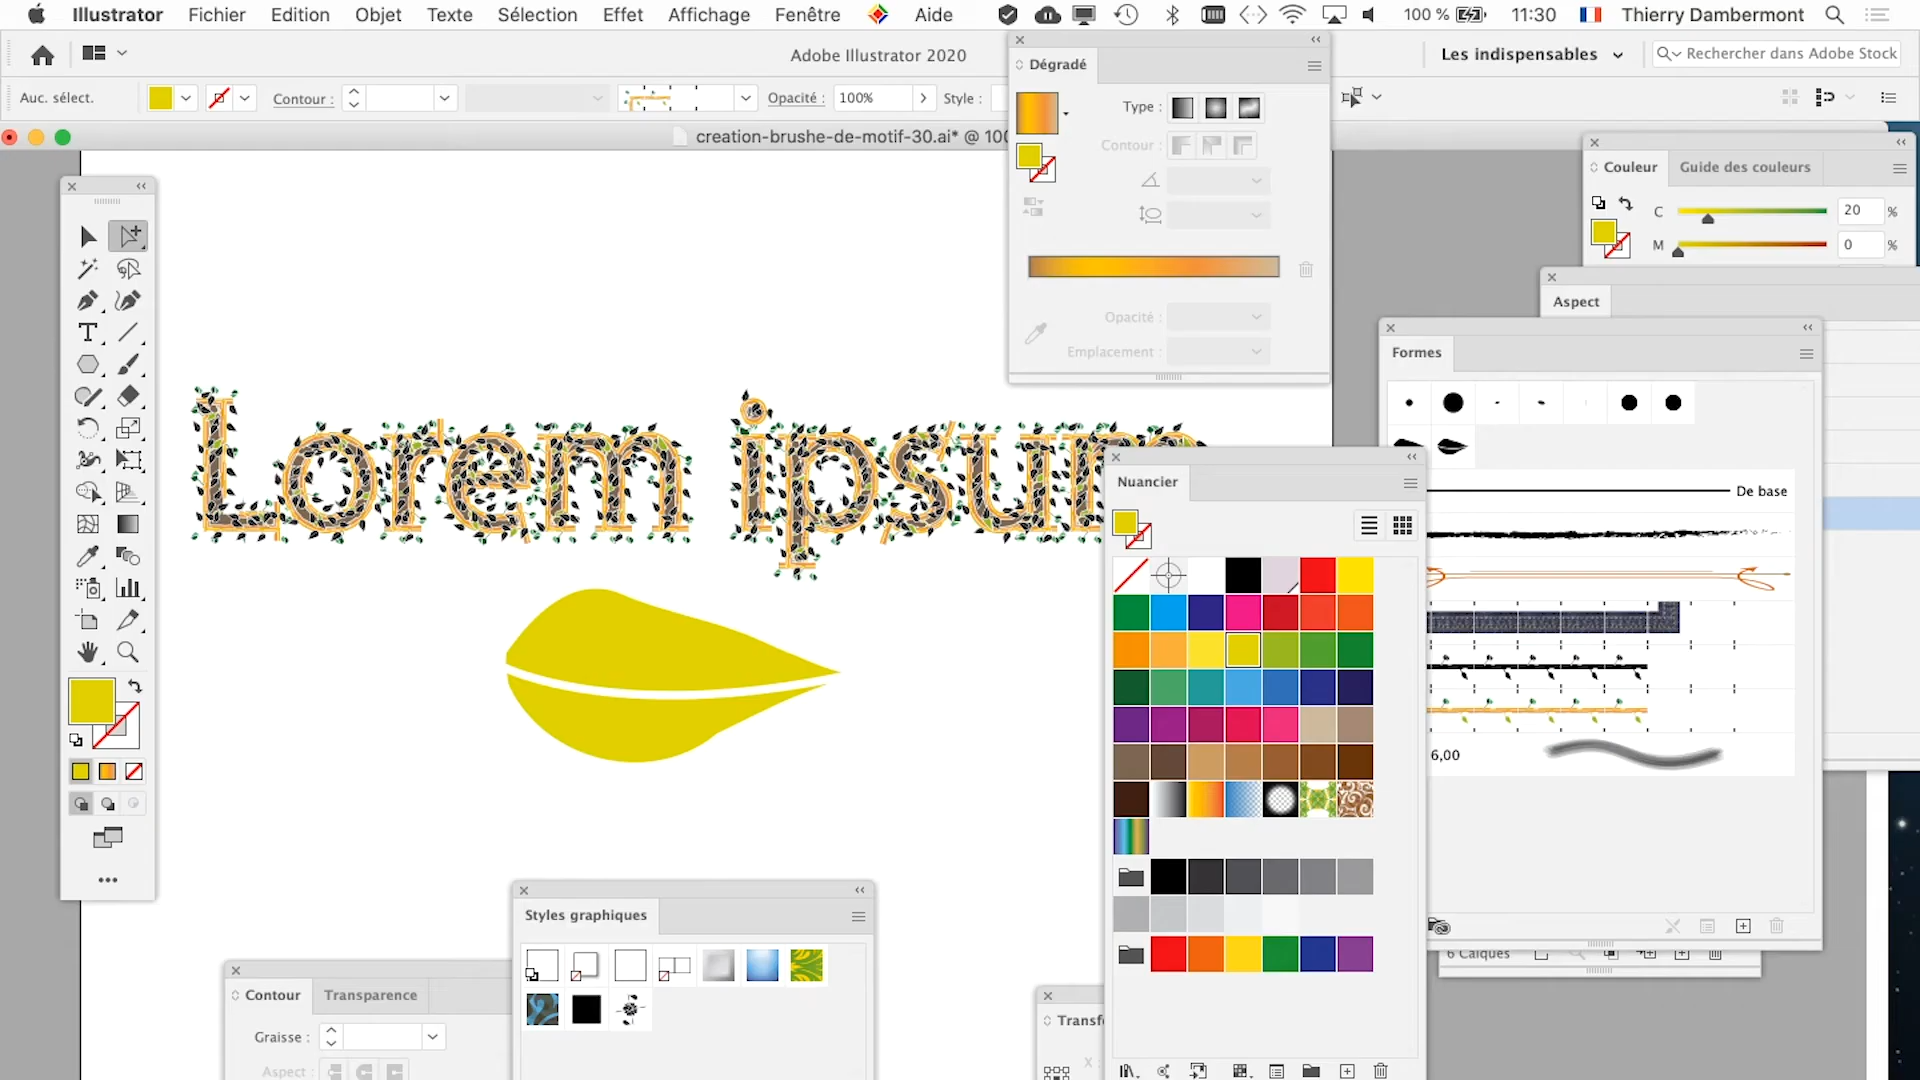 Illustrator Fichier Edition Objet Texte Sélection Effet Affichage Fenêtre Aide 100 % 11:30 Thierry Dambermont
Adobe Illustrator 2020
Les indispensables
Rechercher dans Adobe Stock
Auc. sélect.
Contour :
Opacité : 100%
Style :
creation-brushe-de-motif-30.ai* @ 100
Dégradé
Type :
Contour :
Opacité :
Emplacement :
Couleur Guide des couleurs
C 20 %
M 0 %
Aspect
Formes
De base
6,00
6 Calques
Lorem ipsum
Nuancier
Styles graphiques
Contour Transparence
Graisse :
Aspect :
Transf
X :